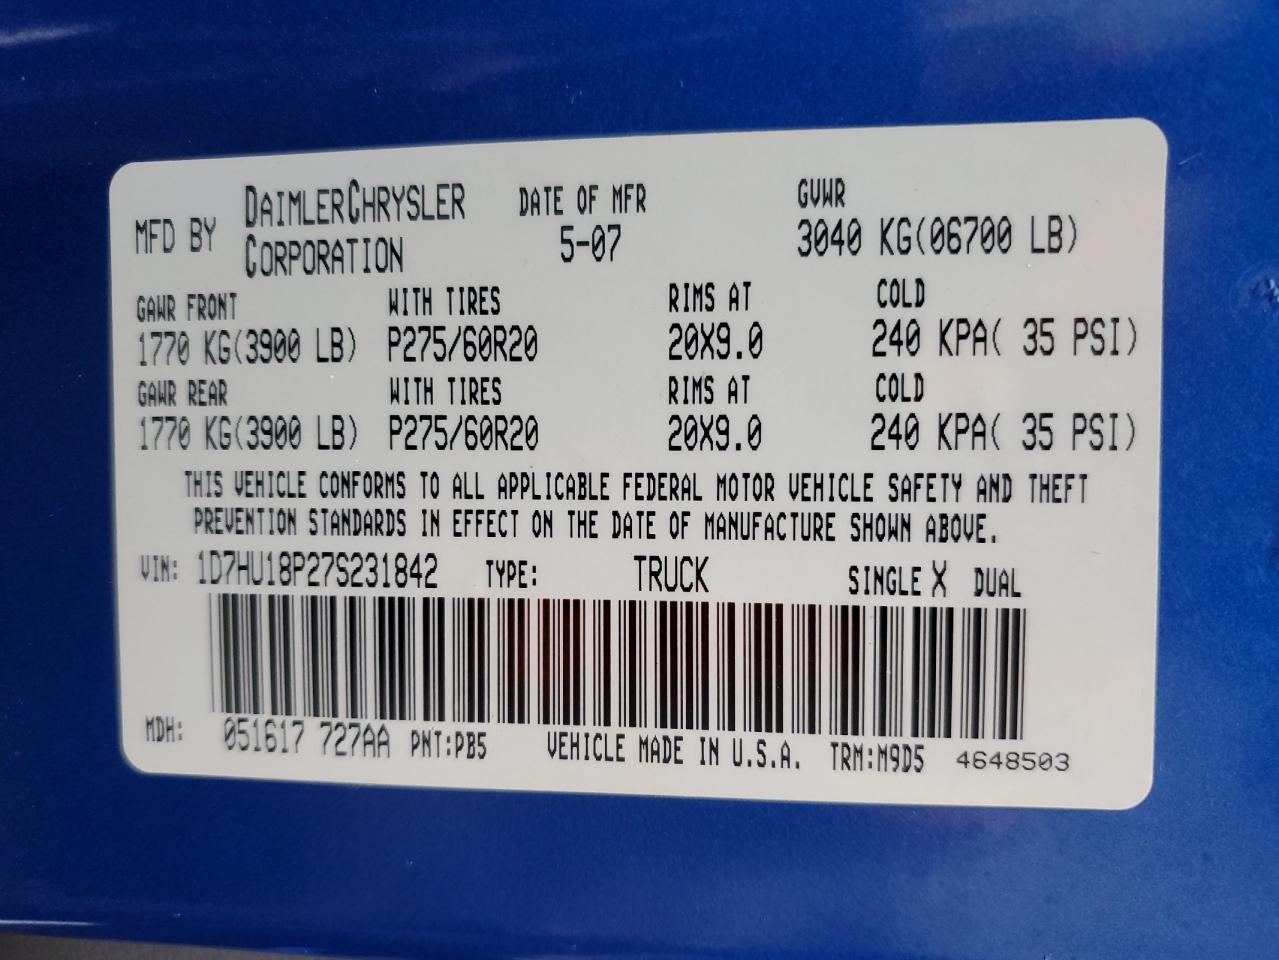 MFD BY DAIMLERCHRYSLER CORPORATION DATE OF MFR 5-07 GVWR 3040 KG(06700 LB)
GAWR FRONT WITH TIRES RIMS AT COLD
1770 KG(3900 LB) P275/60R20 20X9.0 240 KPA( 35 PSI)
GAWR REAR WITH TIRES RIMS AT COLD
1770 KG(3900 LB) P275/60R20 20X9.0 240 KPA( 35 PSI)
THIS VEHICLE CONFORMS TO ALL APPLICABLE FEDERAL MOTOR VEHICLE SAFETY AND THEFT
PREVENTION STANDARDS IN EFFECT ON THE DATE OF MANUFACTURE SHOWN ABOVE.
VIN: 1D7HU18P27S231842 TYPE: TRUCK SINGLE X DUAL
MDH: 051617 727AA PNT:PB5 VEHICLE MADE IN U.S.A. TRM:M9D5 4648503